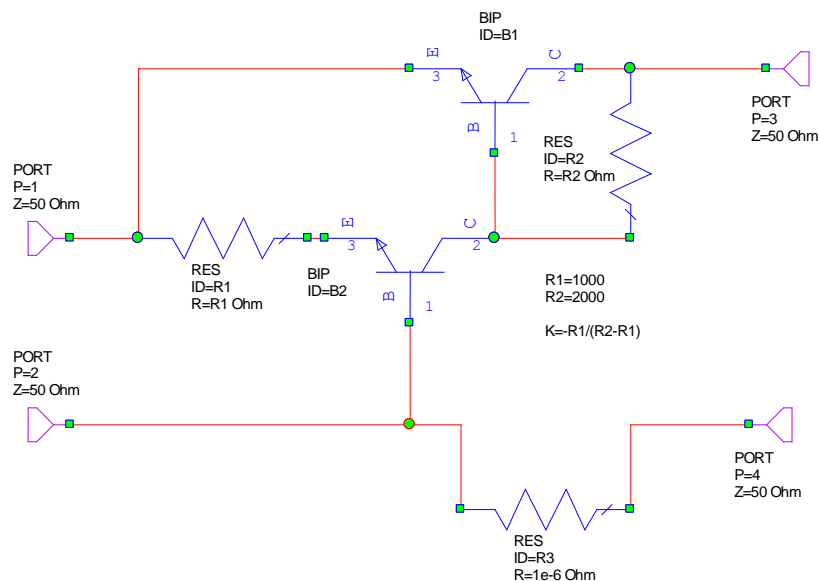 BIP
ID=B1
E
3
C
2
B
1
PORT
P=3
Z=50 Ohm
RES
ID=R2
R=R2 Ohm
PORT
P=1
Z=50 Ohm
E
3
C
2
RES
ID=R1
R=R1 Ohm
BIP
ID=B2
B
1
R1=1000
R2=2000
K=-R1/(R2-R1)
PORT
P=2
Z=50 Ohm
PORT
P=4
Z=50 Ohm
RES
ID=R3
R=1e-6 Ohm